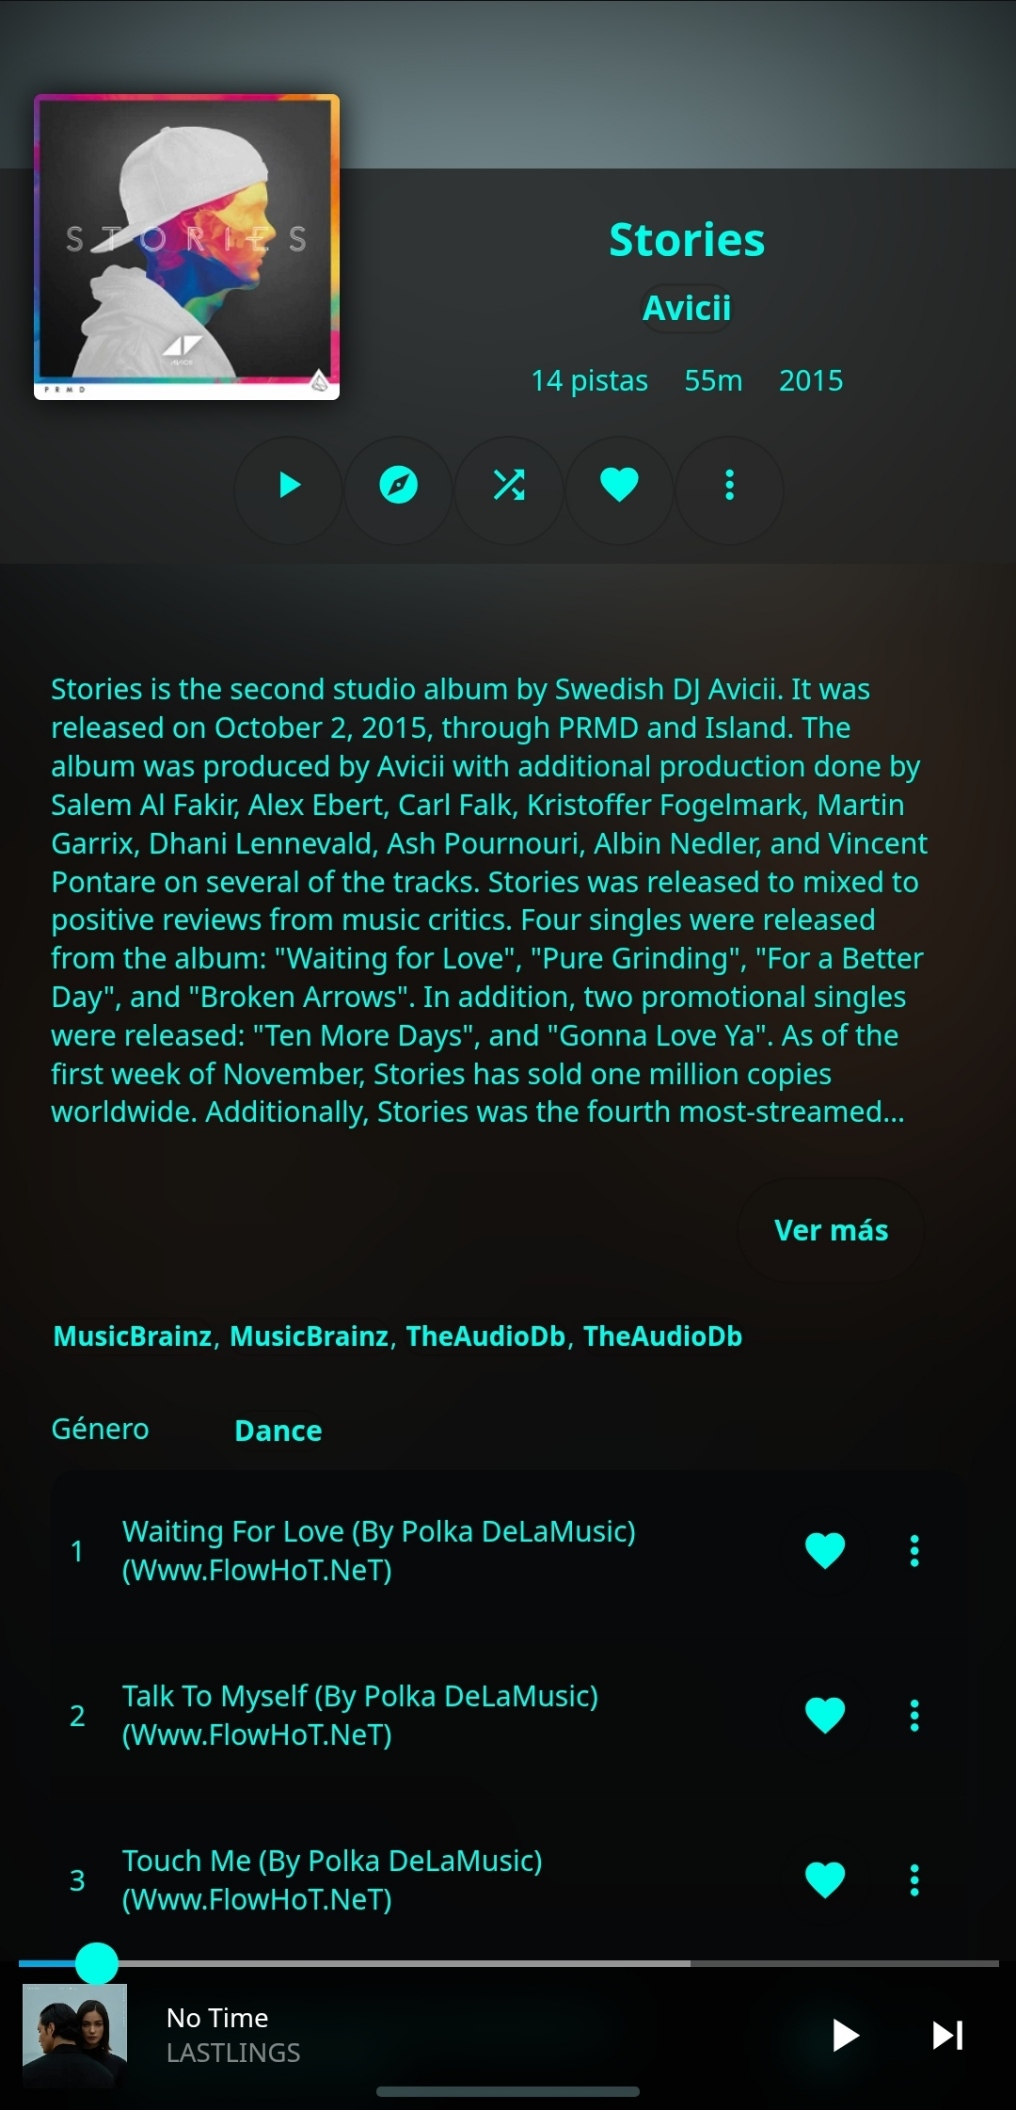 STORIES
AVICII
PRMD
Stories
Avicii
14 pistas 55m 2015
Stories is the second studio album by Swedish DJ Avicii. It was
released on October 2, 2015, through PRMD and Island. The
album was produced by Avicii with additional production done by
Salem Al Fakir, Alex Ebert, Carl Falk, Kristoffer Fogelmark, Martin
Garrix, Dhani Lennevald, Ash Pournouri, Albin Nedler, and Vincent
Pontare on several of the tracks. Stories was released to mixed to
positive reviews from music critics. Four singles were released
from the album: "Waiting for Love", "Pure Grinding", "For a Better
Day", and "Broken Arrows". In addition, two promotional singles
were released: "Ten More Days", and "Gonna Love Ya". As of the
first week of November, Stories has sold one million copies
worldwide. Additionally, Stories was the fourth most-streamed...
Ver más
MusicBrainz, MusicBrainz, TheAudioDb, TheAudioDb
Género Dance
1 Waiting For Love (By Polka DeLaMusic)
(Www.FlowHoT.NeT)
2 Talk To Myself (By Polka DeLaMusic)
(Www.FlowHoT.NeT)
3 Touch Me (By Polka DeLaMusic)
(Www.FlowHoT.NeT)
No Time
LASTLINGS